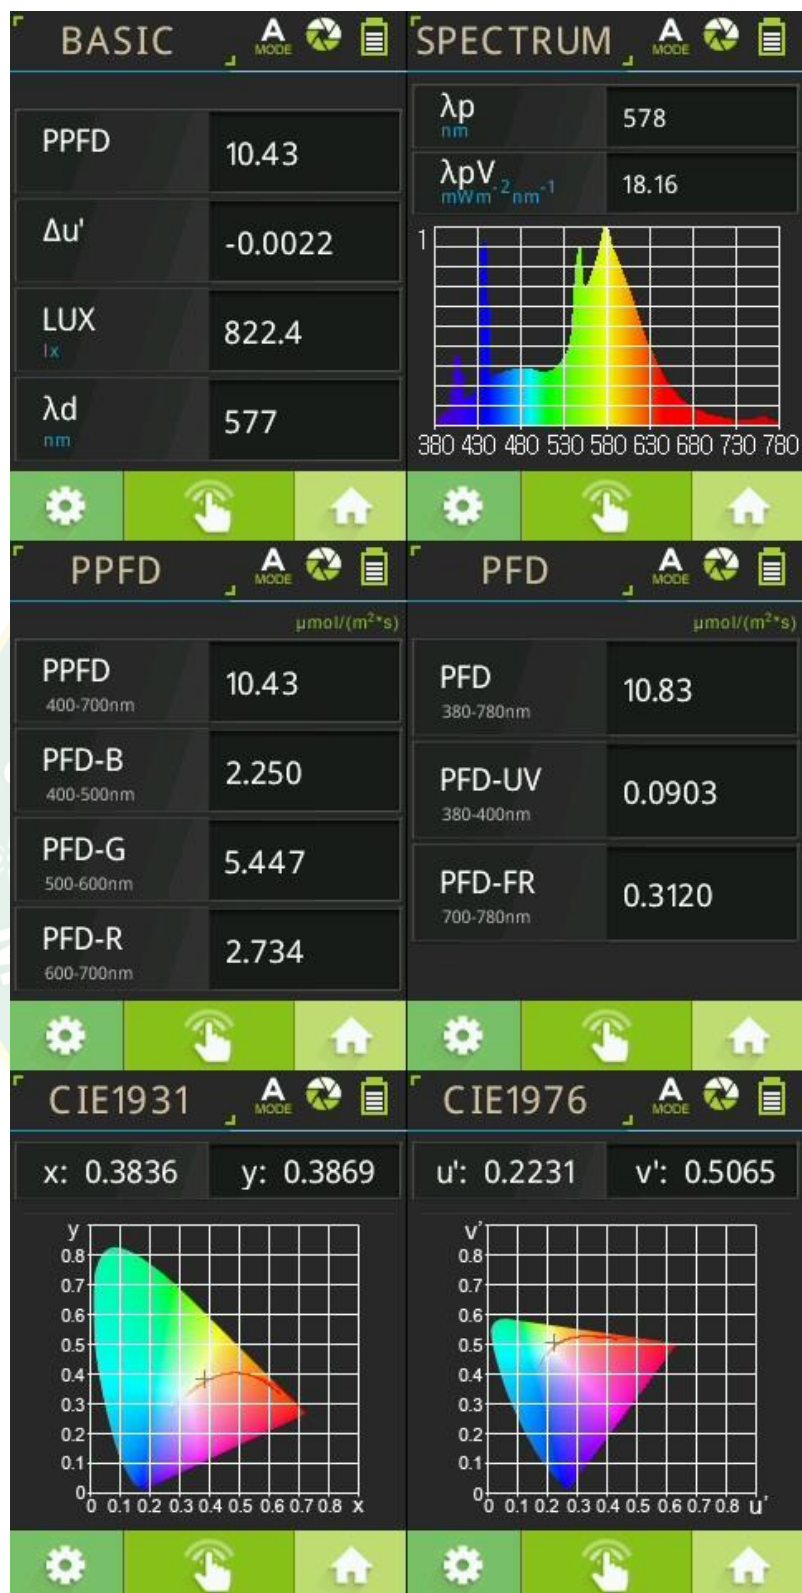 BASIC
A
MODE
PPFD
10.43
Δu'
-0.0022
LUX
lx
822.4
λd
nm
577
SPECTRUM
A
MODE
λp
nm
578
λpV
mWm⁻²nm⁻¹
18.16
1
380 430 480 530 580 630 680 730 780
PPFD
A
MODE
μmol/(m²*s)
PPFD
400-700nm
10.43
PFD-B
400-500nm
2.250
PFD-G
500-600nm
5.447
PFD-R
600-700nm
2.734
PFD
A
MODE
μmol/(m²*s)
PFD
380-780nm
10.83
PFD-UV
380-400nm
0.0903
PFD-FR
700-780nm
0.3120
CIE1931
A
MODE
x: 0.3836 y: 0.3869
y
0.8
0.7
0.6
0.5
0.4
0.3
0.2
0.1
0
0 0.1 0.2 0.3 0.4 0.5 0.6 0.7 0.8 x
CIE1976
A
MODE
u': 0.2231 v': 0.5065
v'
0.8
0.7
0.6
0.5
0.4
0.3
0.2
0.1
0
0 0.1 0.2 0.3 0.4 0.5 0.6 0.7 0.8 u'